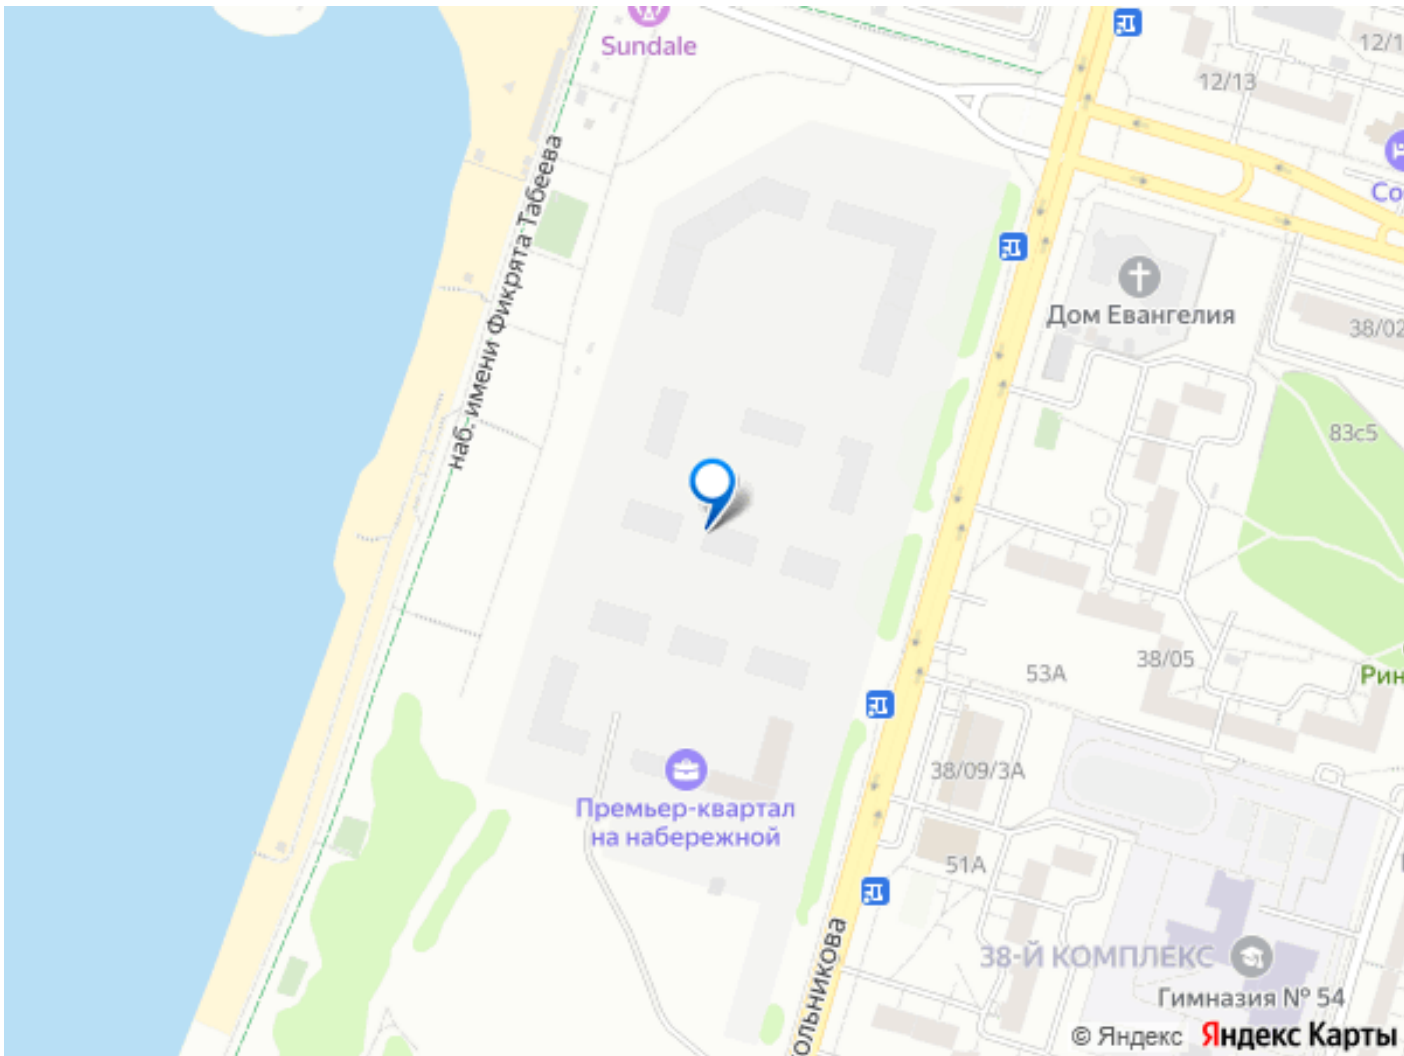 Sundale
12/13
12/1
Со
наб. имени Фикрята Табеева
Дом Евангелия
38/02
83с5
53А
38/05
Рин
38/09/3А
Премьер-квартал
на набережной
51А
38-Й КОМПЛЕКС
Гимназия № 54
ольникова
© Яндекс Яндекс Карты